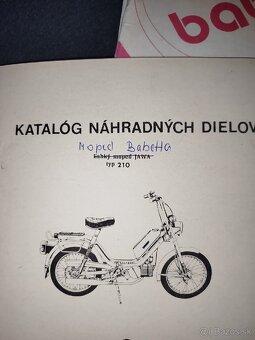 bab
KATALÓG NÁHRADNÝCH DIELOV
Moped Babetta
Ľahký moped JAWA
typ 210